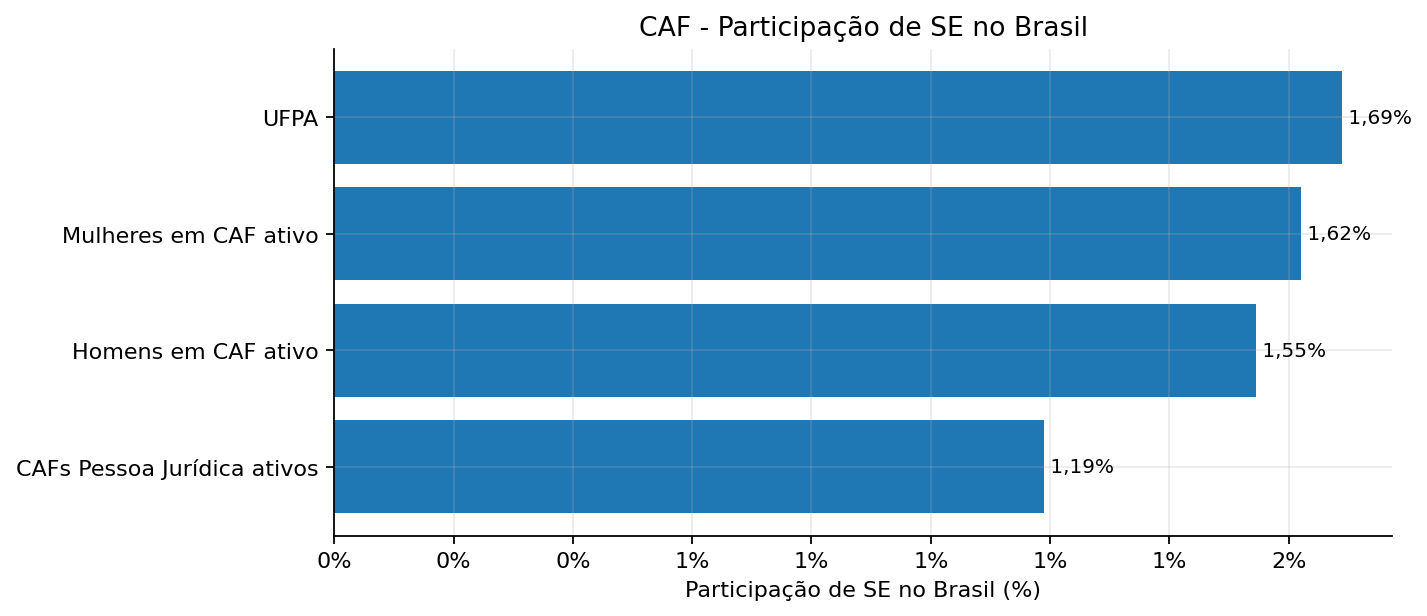 CAF - Participação de SE no Brasil
UFPA
1,69%
Mulheres em CAF ativo
1,62%
Homens em CAF ativo
1,55%
CAFs Pessoa Jurídica ativos
1,19%
0% 0% 0% 1% 1% 1% 1% 1% 2%
Participação de SE no Brasil (%)